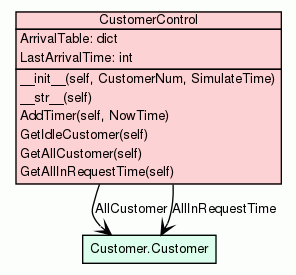 CustomerControl
ArrivalTable: dict
LastArrivalTime: int
__init__(self, CustomerNum, SimulateTime)
__str__(self)
AddTimer(self, NowTime)
GetIdleCustomer(self)
GetAllCustomer(self)
GetAllInRequestTime(self)
AllCustomer AllInRequestTime
Customer.Customer